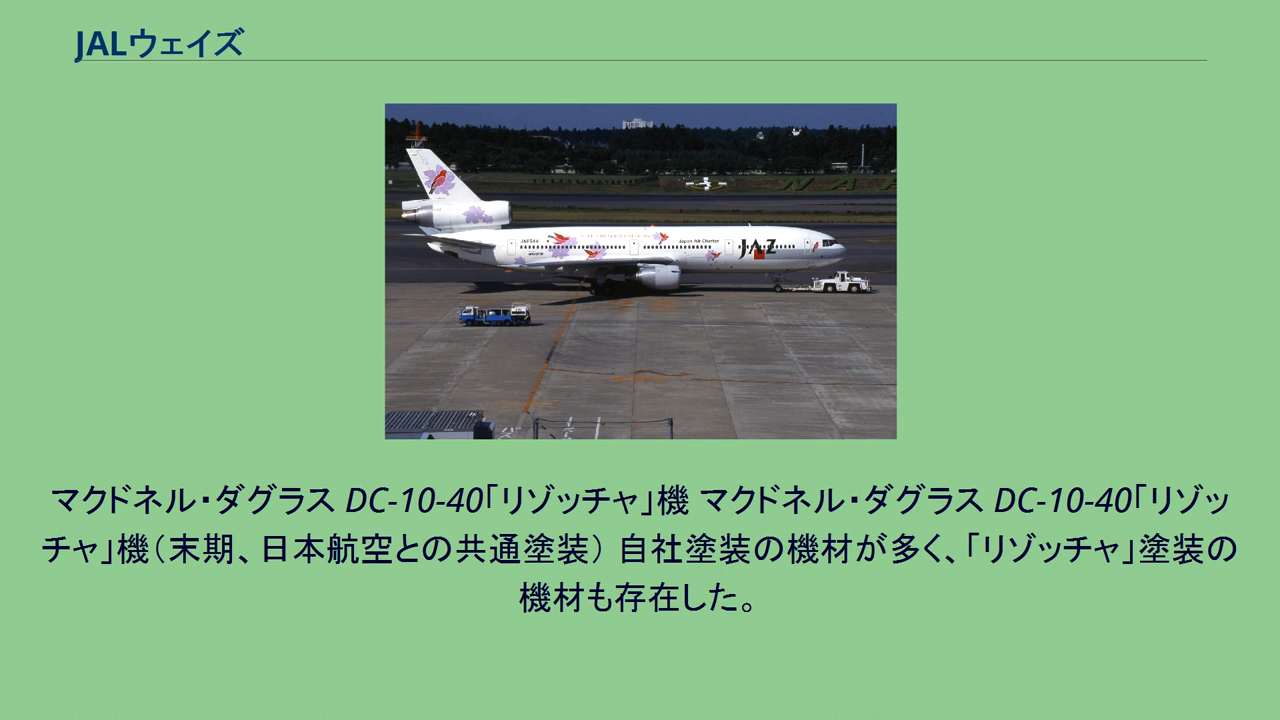 JALウェイズ
Japan Air Charter
JAZ
マクドネル・ダグラス DC-10-40「リゾッチャ」機 マクドネル・ダグラス DC-10-40「リゾッ
チャ」機（末期、日本航空との共通塗装） 自社塗装の機材が多く、「リゾッチャ」塗装の
機材も存在した。